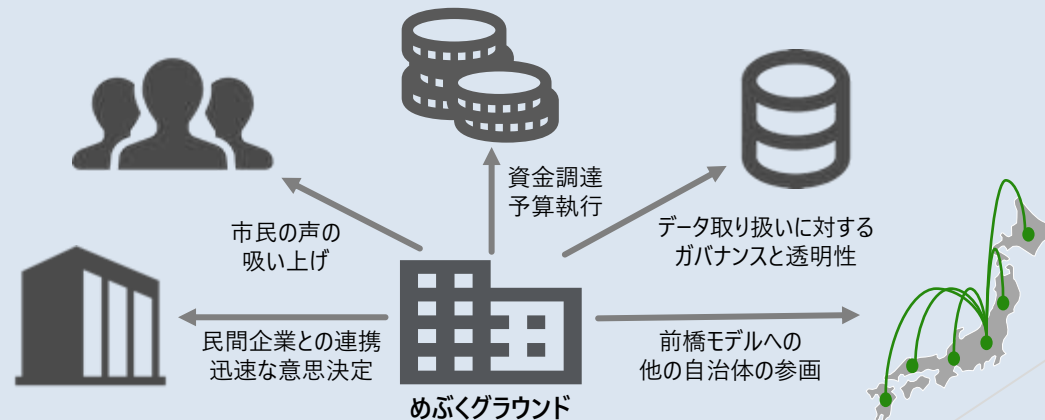 資金調達
予算執行
市民の声の
吸い上げ
データ取り扱いに対する
ガバナンスと透明性
民間企業との連携
迅速な意思決定
前橋モデルへの
他の自治体の参画
めぶくグラウンド